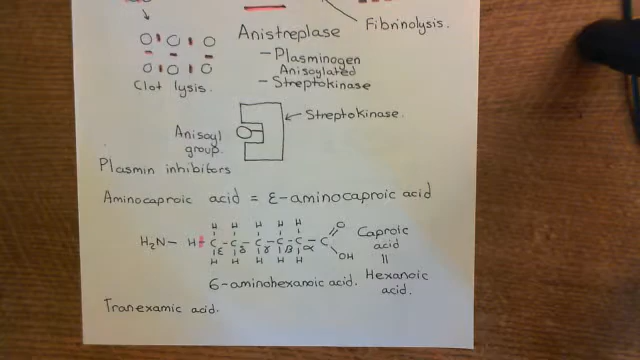 Fibrinolysis.
Anistreplase
- Plasminogen
Anisoylated
- Streptokinase
Clot lysis.
Streptokinase.
Anisoyl
group.
Plasmin inhibitors
Aminocaproic acid = ε-aminocaproic acid
H H H H H
H₂N- H-C-C-C-C-C-C O
ε δ γ β α
OH
H H H H H
Caproic
acid
=
Hexanoic
acid.
6-aminohexanoic acid.
Tranexamic acid.